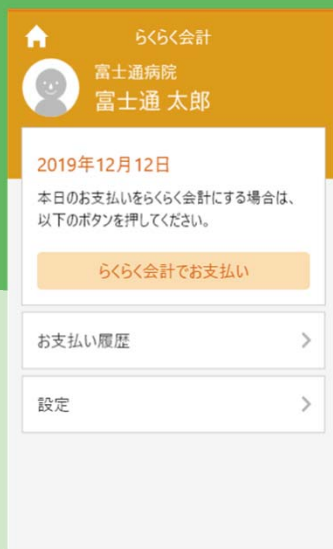 らくらく会計
富士通病院
富士通 太郎
2019年12月12日
本日のお支払いをらくらく会計にする場合は、
以下のボタンを押してください。
らくらく会計でお支払い
お支払い履歴
設定